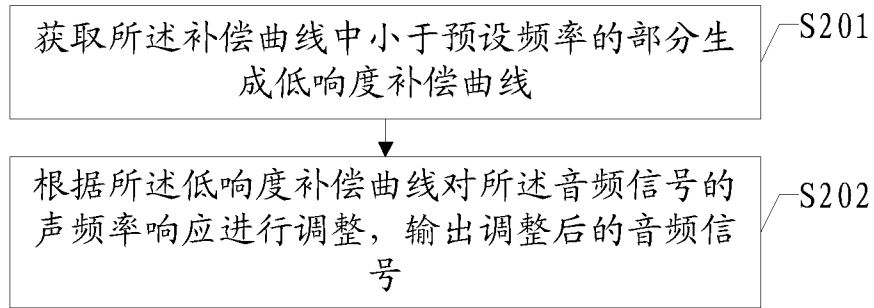 获取所述补偿曲线中小于预设频率的部分生
成低响度补偿曲线
S201
根据所述低响度补偿曲线对所述音频信号的
声频率响应进行调整，输出调整后的音频信
号
S202